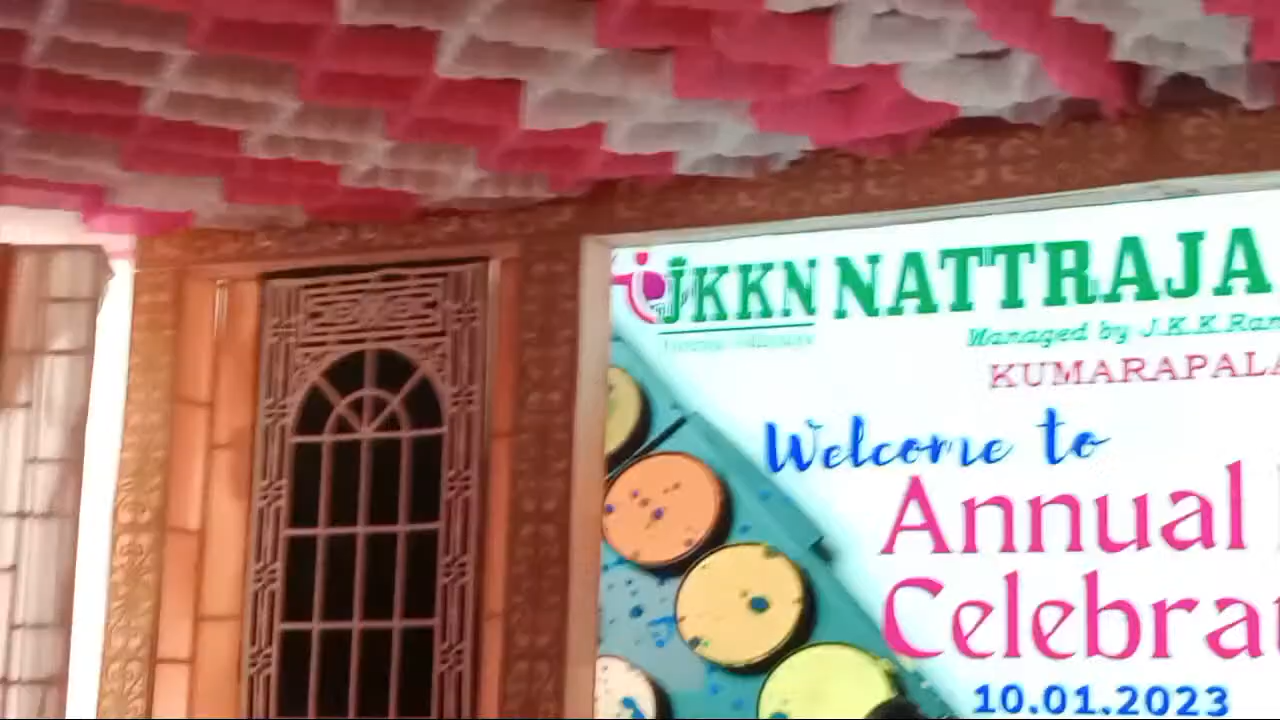 JKKN NATTRAJA
Managed by J.K.K.Ran
KUMARAPALA
Welcome to
Annual
Celebra
10.01.2023